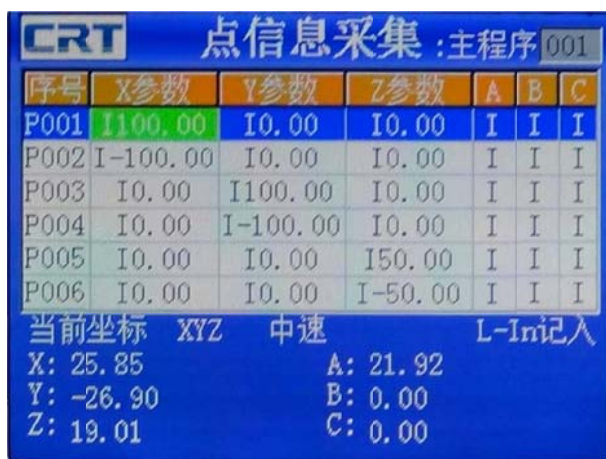 CRT 点信息采集:主程序 001
序号 X参数 Y参数 Z参数 A B C
P001 I100.00 I0.00 I0.00 I I I
P002 I-100.00 I0.00 I0.00 I I I
P003 I0.00 I100.00 I0.00 I I I
P004 I0.00 I-100.00 I0.00 I I I
P005 I0.00 I0.00 I50.00 I I I
P006 I0.00 I0.00 I-50.00 I I I
当前坐标 XYZ 中速 L-In记入
X: 25.85 A: 21.92
Y: -26.90 B: 0.00
Z: 19.01 C: 0.00